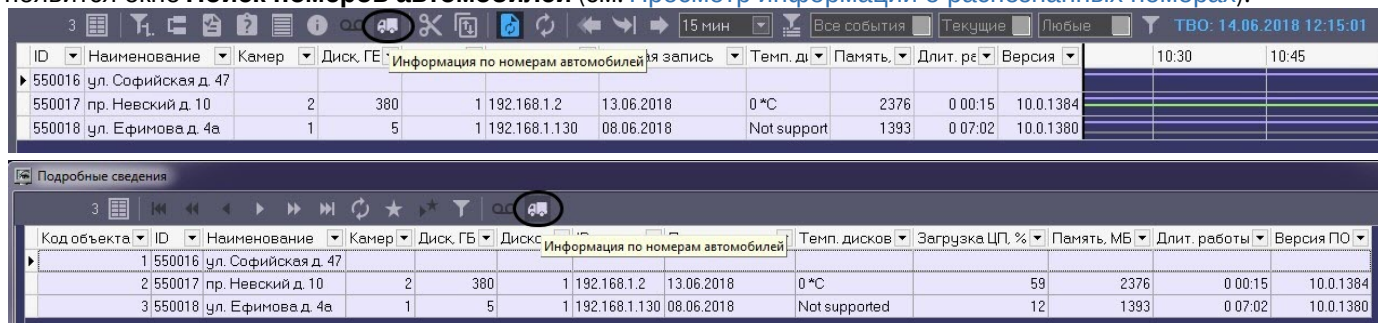 появится окно Поиск номеров автомобилей (см. Просмотр информации о распознанных номерах).
3 15 мин Все события Текущие Любые ТВО: 14.06.2018 12:15:01
ID Наименование Камер Диск, ГЕ я запись Темп. ди Память, Длит. ре Версия 10:30 10:45
Информация по номерам автомобилей
550016 ул. Софийская д. 47
550017 пр. Невский д. 10 2 380 1 192.168.1.2 13.06.2018 0 *C 2376 0 00:15 10.0.1384
550018 ул. Ефимова д. 4а 1 5 1 192.168.1.130 08.06.2018 Not support 1393 0 07:02 10.0.1380
Подробные сведения
3
Код объекта ID Наименование Камер Диск, ГБ Диско Темп. дисков Загрузка ЦП, % Память, МБ Длит. работы Версия ПО
Информация по номерам автомобилей
1 550016 ул. Софийская д. 47
2 550017 пр. Невский д. 10 2 380 1 192.168.1.2 13.06.2018 0 *C 59 2376 0 00:15 10.0.1384
3 550018 ул. Ефимова д. 4а 1 5 1 192.168.1.130 08.06.2018 Not supported 12 1393 0 07:02 10.0.1380